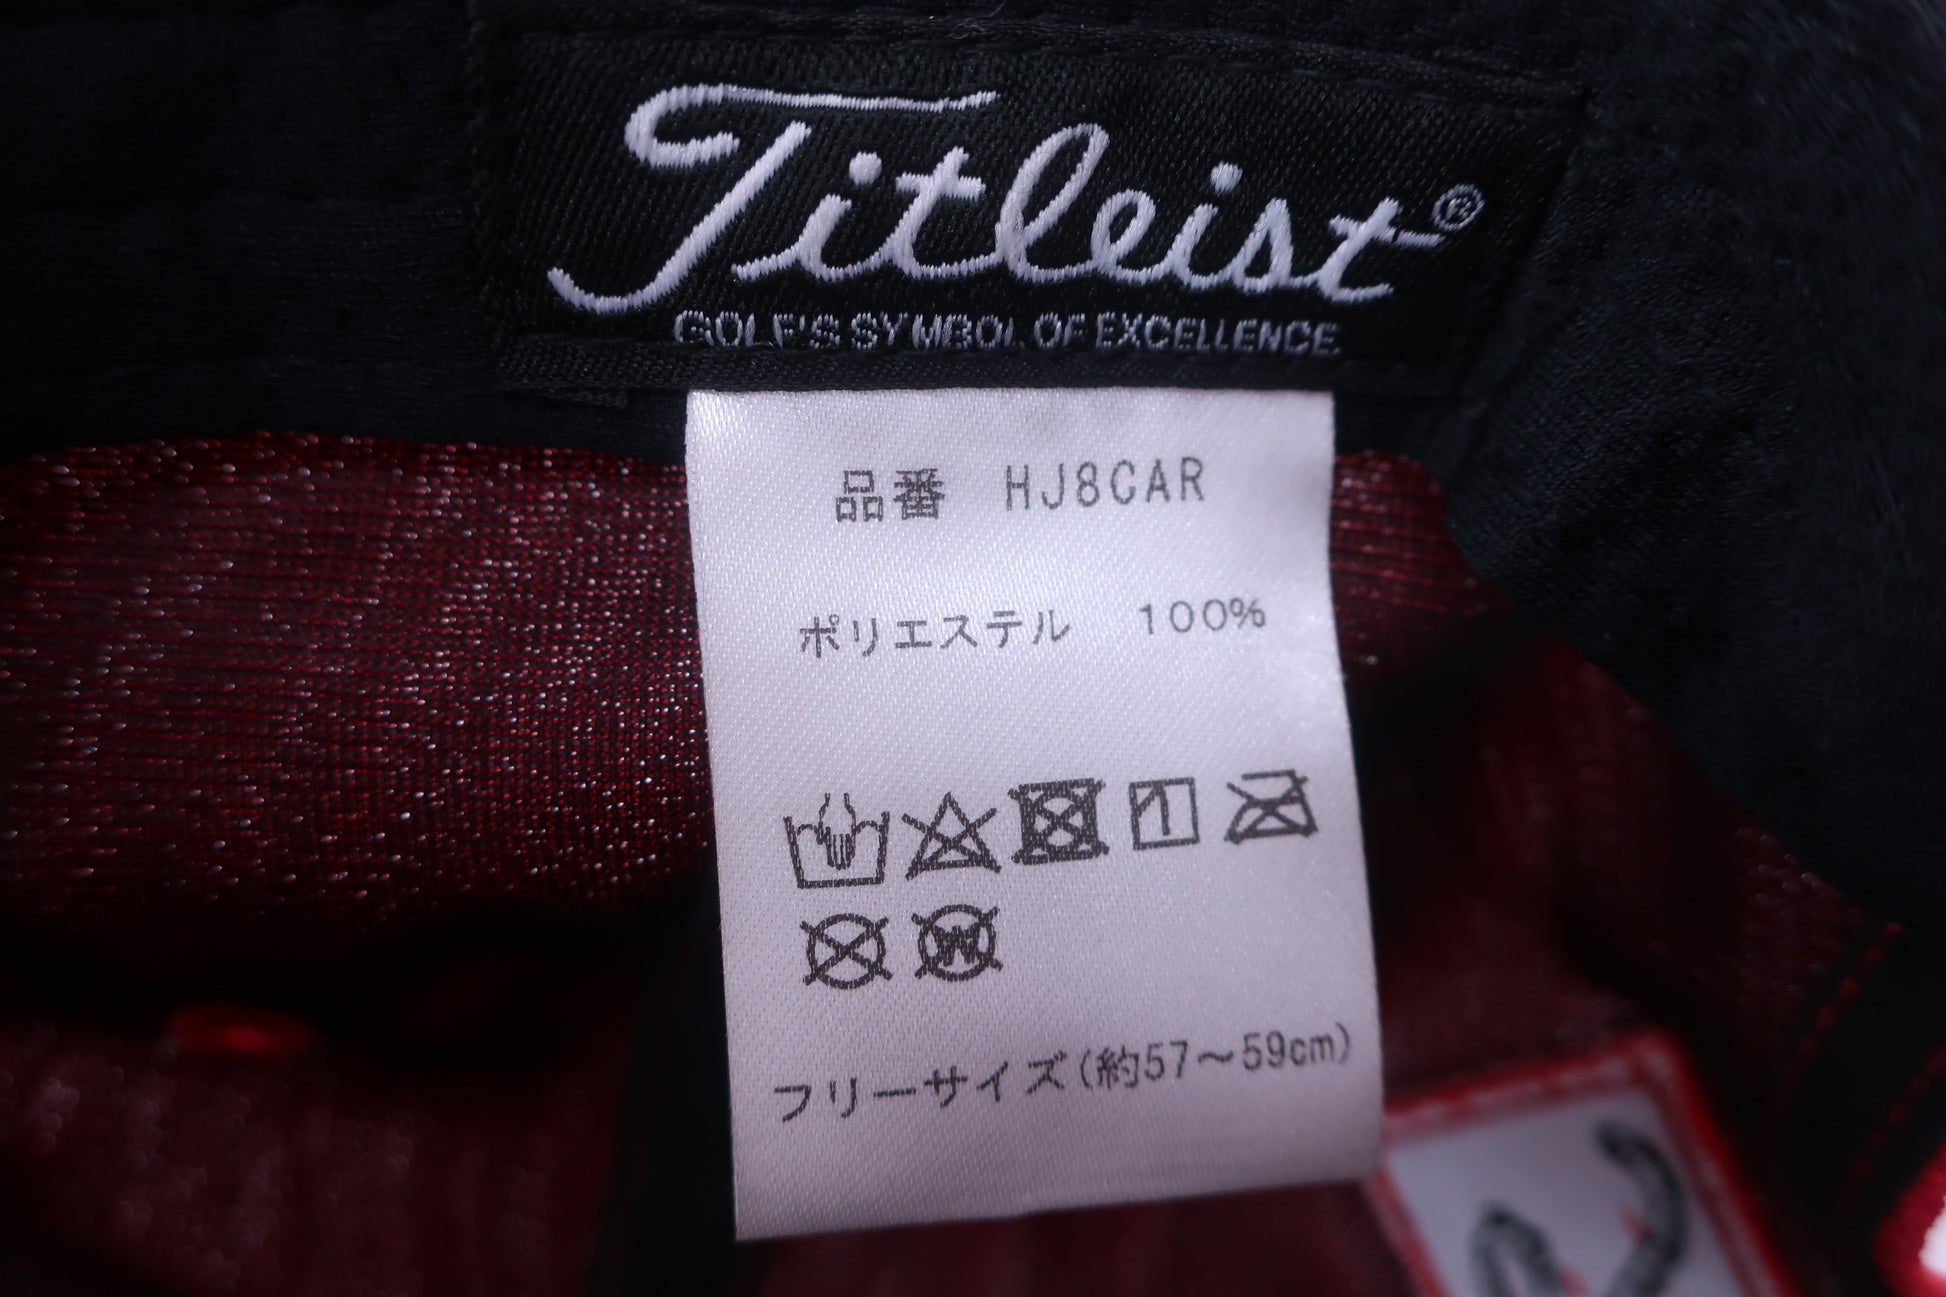 Titleist®
GOLF'S SYMBOL OF EXCELLENCE
品番 HJ8CAR
ポリエステル 100%
フリーサイズ(約57〜59cm)